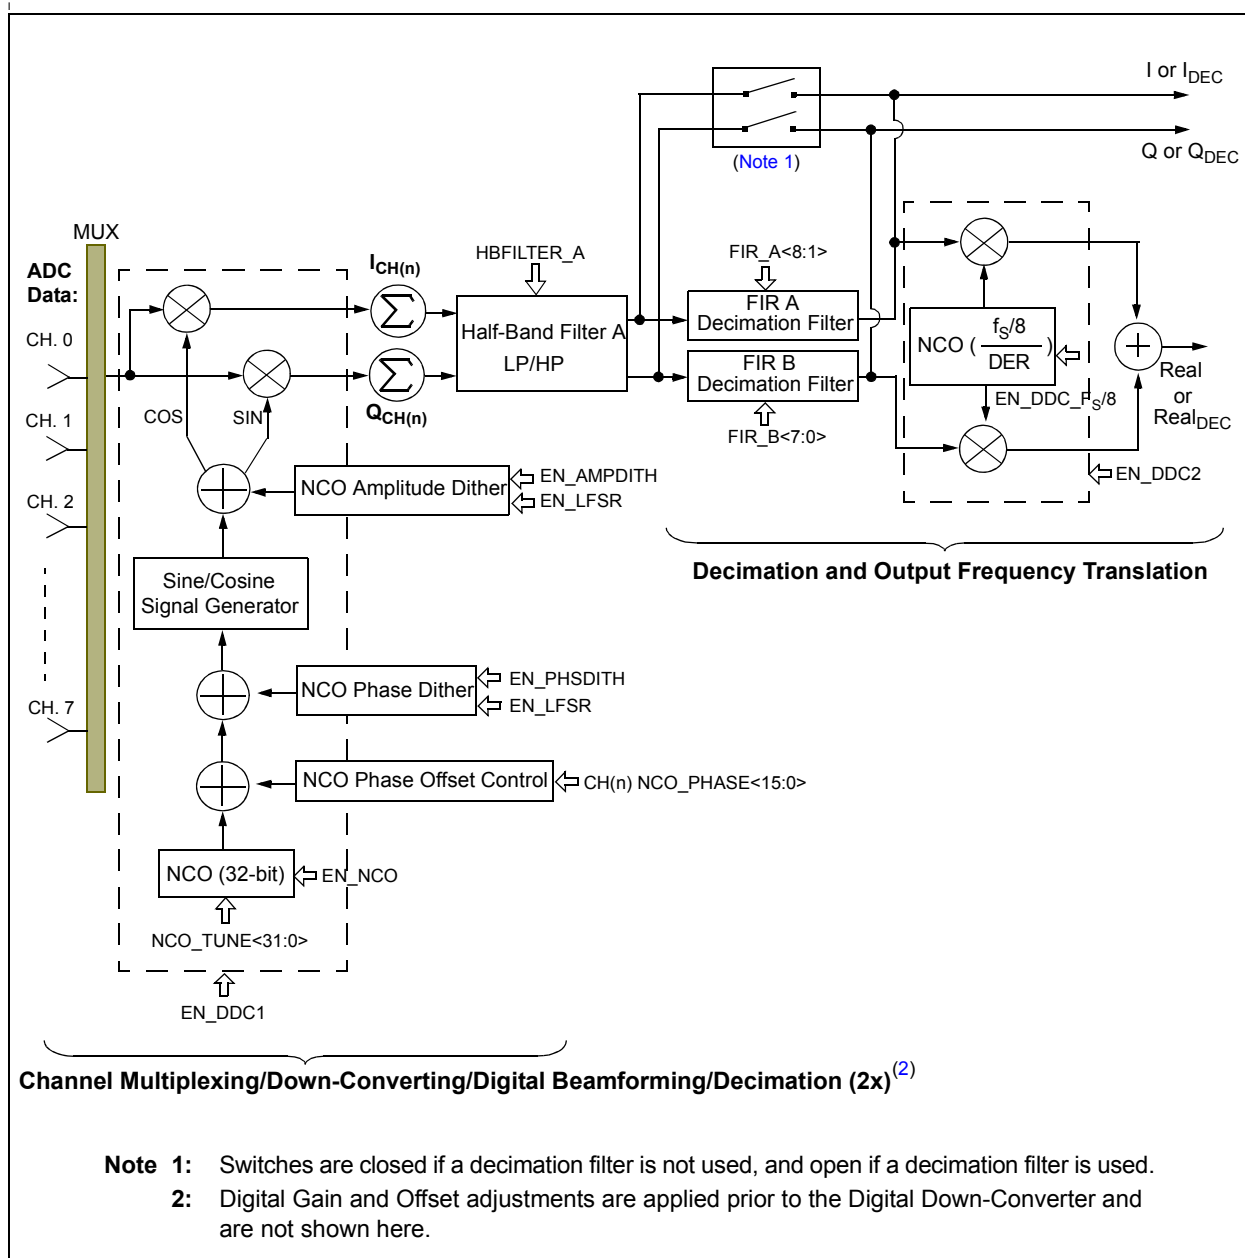 I or I_DEC
Q or Q_DEC
(Note 1)
MUX
ADC
Data:
CH. 0
CH. 1
CH. 2
CH. 7
I_CH(n)
Σ
Σ
Q_CH(n)
COS
SIN
HBFILTER_A
Half-Band Filter A
LP/HP
FIR_A<8:1>
FIR A
Decimation Filter
FIR B
Decimation Filter
FIR_B<7:0>
NCO ( f_S/8 / DER )
EN_DDC_F_S/8
EN_DDC2
Real
or
Real_DEC
NCO Amplitude Dither
EN_AMPDITH
EN_LFSR
Decimation and Output Frequency Translation
Sine/Cosine
Signal Generator
NCO Phase Dither
EN_PHSDITH
EN_LFSR
NCO Phase Offset Control
CH(n) NCO_PHASE<15:0>
NCO (32-bit)
EN_NCO
NCO_TUNE<31:0>
EN_DDC1
Channel Multiplexing/Down-Converting/Digital Beamforming/Decimation (2x)(2)
Note 1: Switches are closed if a decimation filter is not used, and open if a decimation filter is used.
2: Digital Gain and Offset adjustments are applied prior to the Digital Down-Converter and
are not shown here.